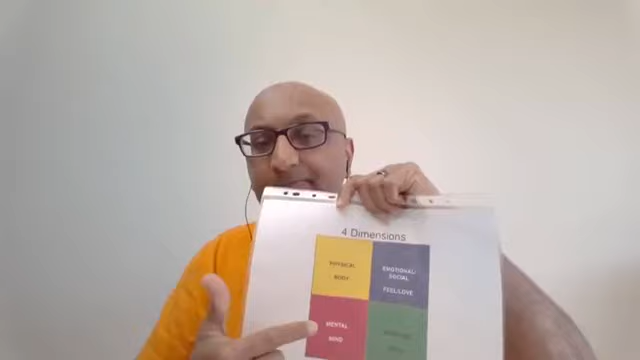 4 Dimensions
PHYSICAL
BODY
EMOTIONAL/
SOCIAL
FEEL/LOVE
MENTAL
MIND